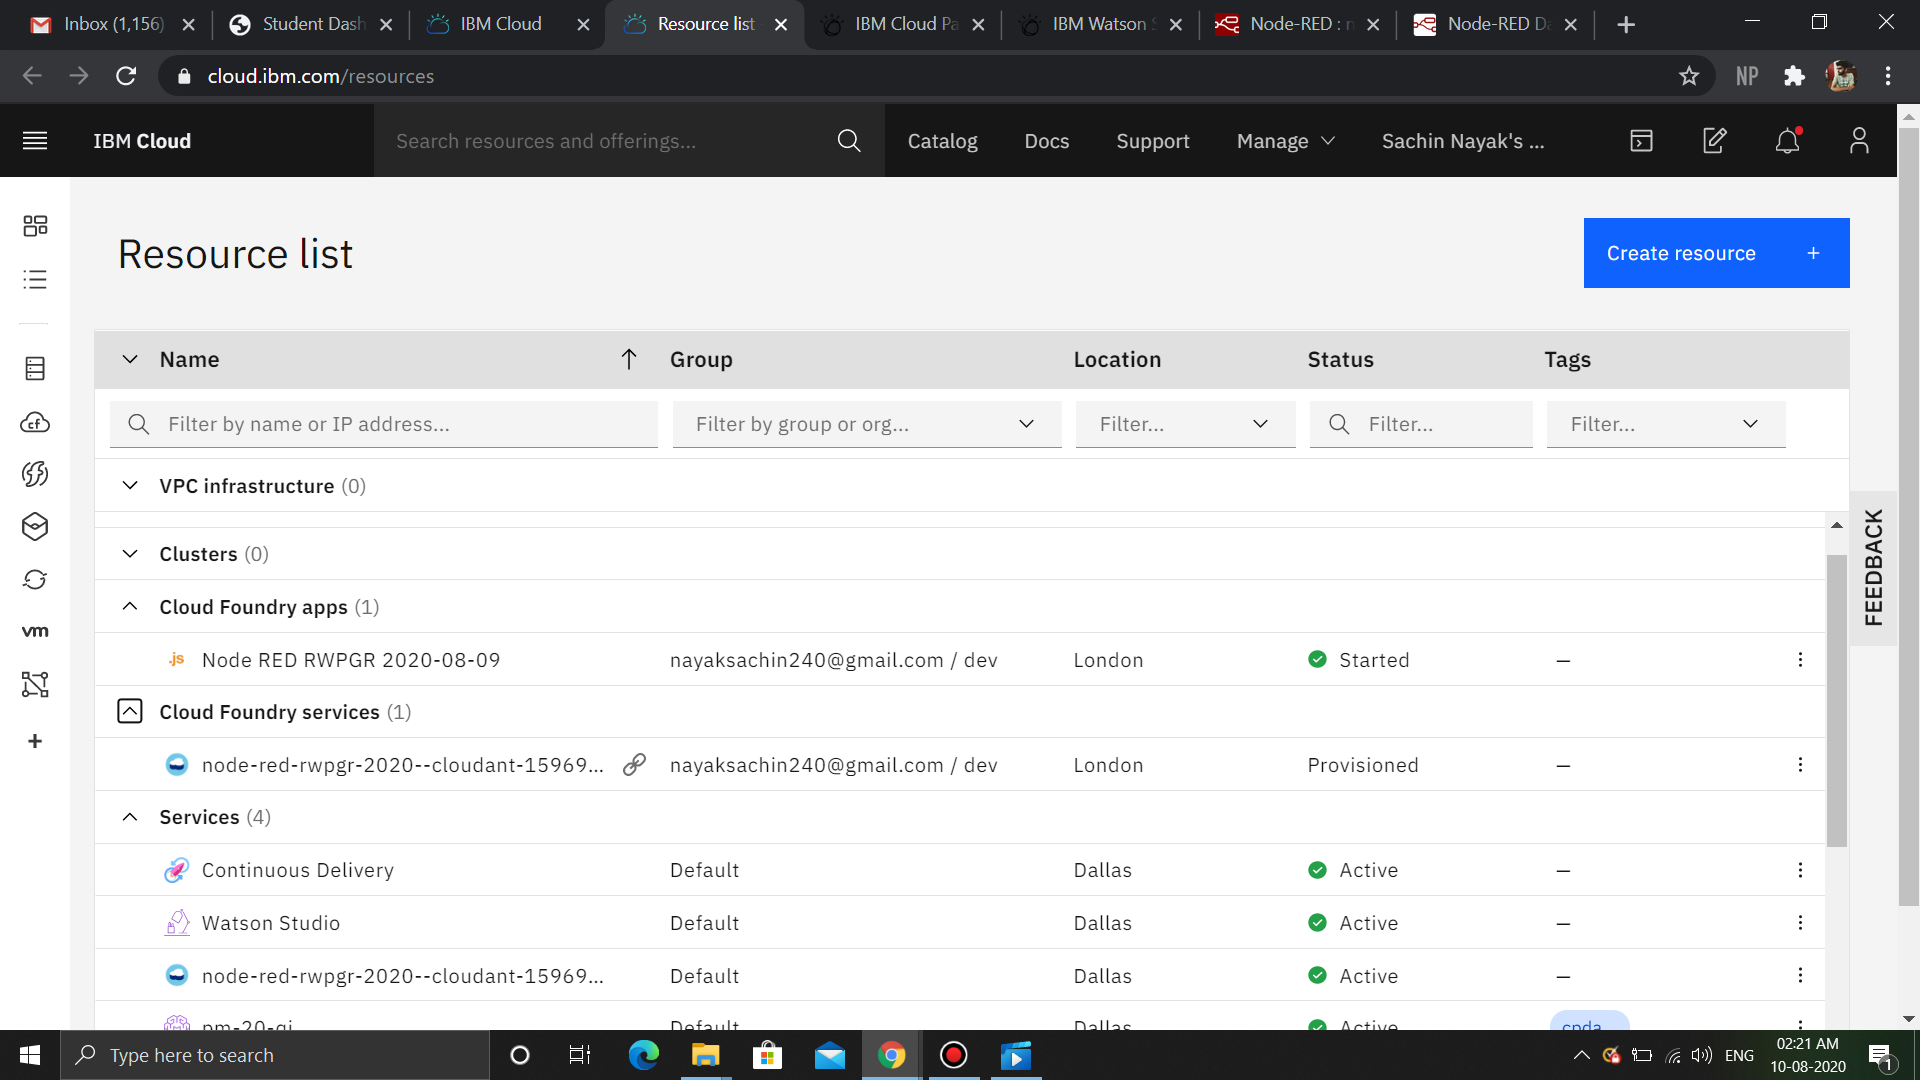 Inbox (1,156)
Student Dash
IBM Cloud
Resource list
IBM Cloud Pa
IBM Watson S
Node-RED : n
Node-RED Da
cloud.ibm.com/resources
NP
IBM Cloud
Search resources and offerings...
Catalog
Docs
Support
Manage
Sachin Nayak's ...
Resource list
Create resource +
Name
Group
Location
Status
Tags
Filter by name or IP address...
Filter by group or org...
Filter...
Filter...
Filter...
VPC infrastructure (0)
Clusters (0)
Cloud Foundry apps (1)
.js Node RED RWPGR 2020-08-09 nayaksachin240@gmail.com / dev London Started –
Cloud Foundry services (1)
node-red-rwpgr-2020--cloudant-15969... nayaksachin240@gmail.com / dev London Provisioned –
Services (4)
Continuous Delivery Default Dallas Active –
Watson Studio Default Dallas Active –
node-red-rwpgr-2020--cloudant-15969... Default Dallas Active –
pm-20-qi Default Dallas Active cpda
cf
vm
FEEDBACK
Type here to search
ENG
02:21 AM
10-08-2020
1